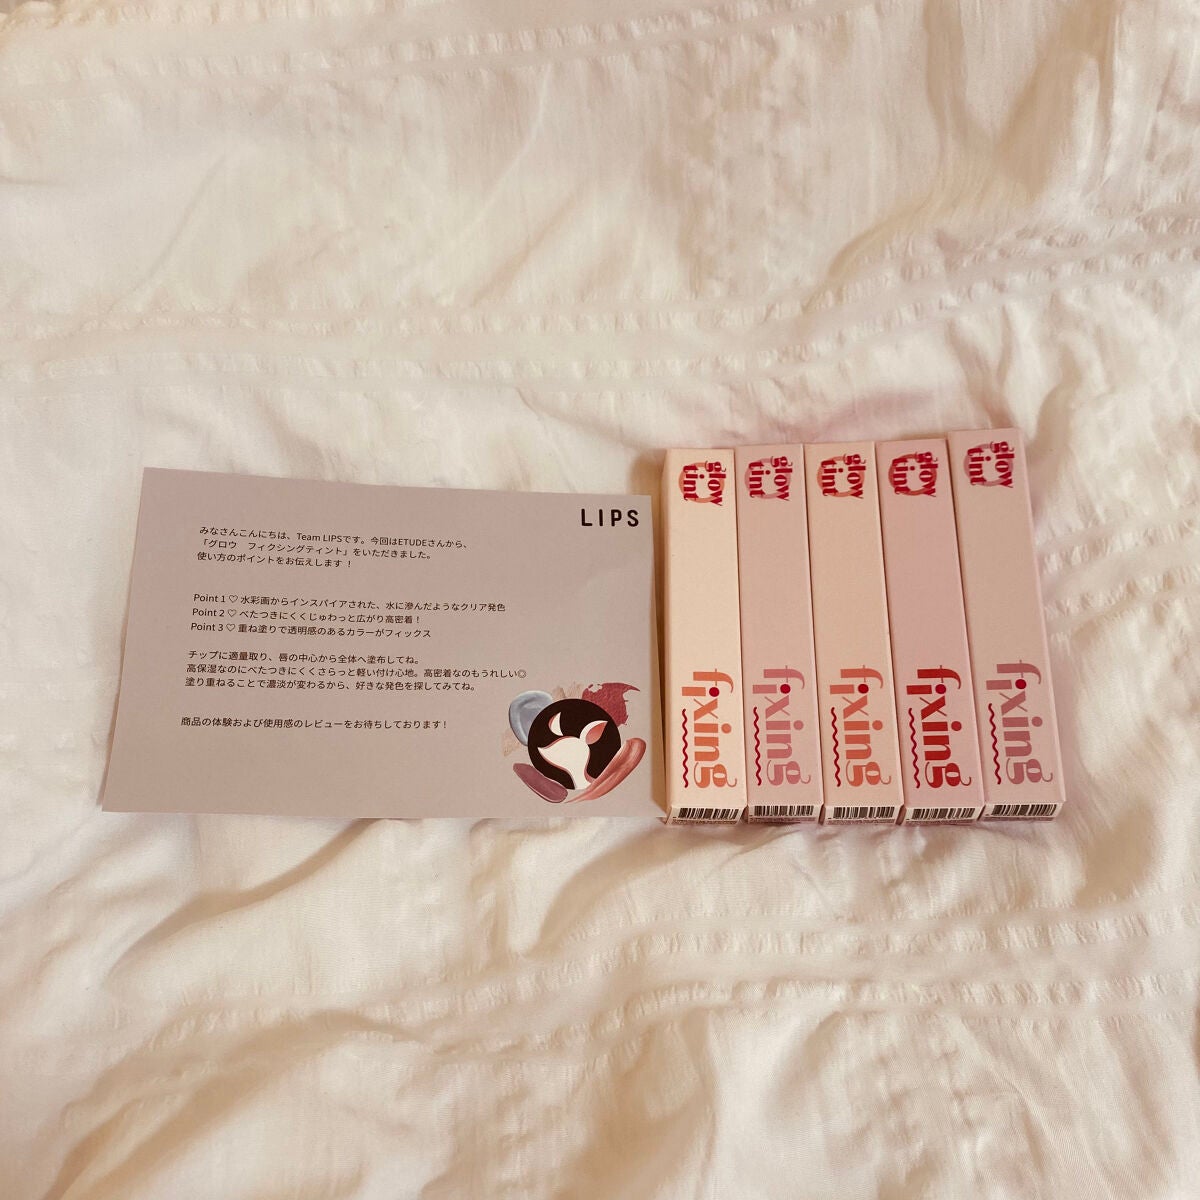 LIPS
みなさんこんにちは、Team LIPSです。今回はETUDEさんから、
「グロウ　フィクシングティント」をいただきました。
使い方のポイントをお伝えします！
Point 1 ♡ 水彩画からインスパイアされた、水に滲んだようなクリア発色
Point 2 ♡ べたつきにくくじゅわっと広がり高密着！
Point 3 ♡ 重ね塗りで透明感のあるカラーがフィックス
チップに適量取り、唇の中心から全体へ塗布してね。
高保湿なのにべたつきにくくさらっと軽い付け心地。高密着なのもうれしい◎
塗り重ねることで濃淡が変わるから、好きな発色を探してみてね。
商品の体験および使用感のレビューをお待ちしております！
glow
tint
fixing
glow
tint
fixing
glow
tint
fixing
glow
tint
fixing
glow
tint
fixing